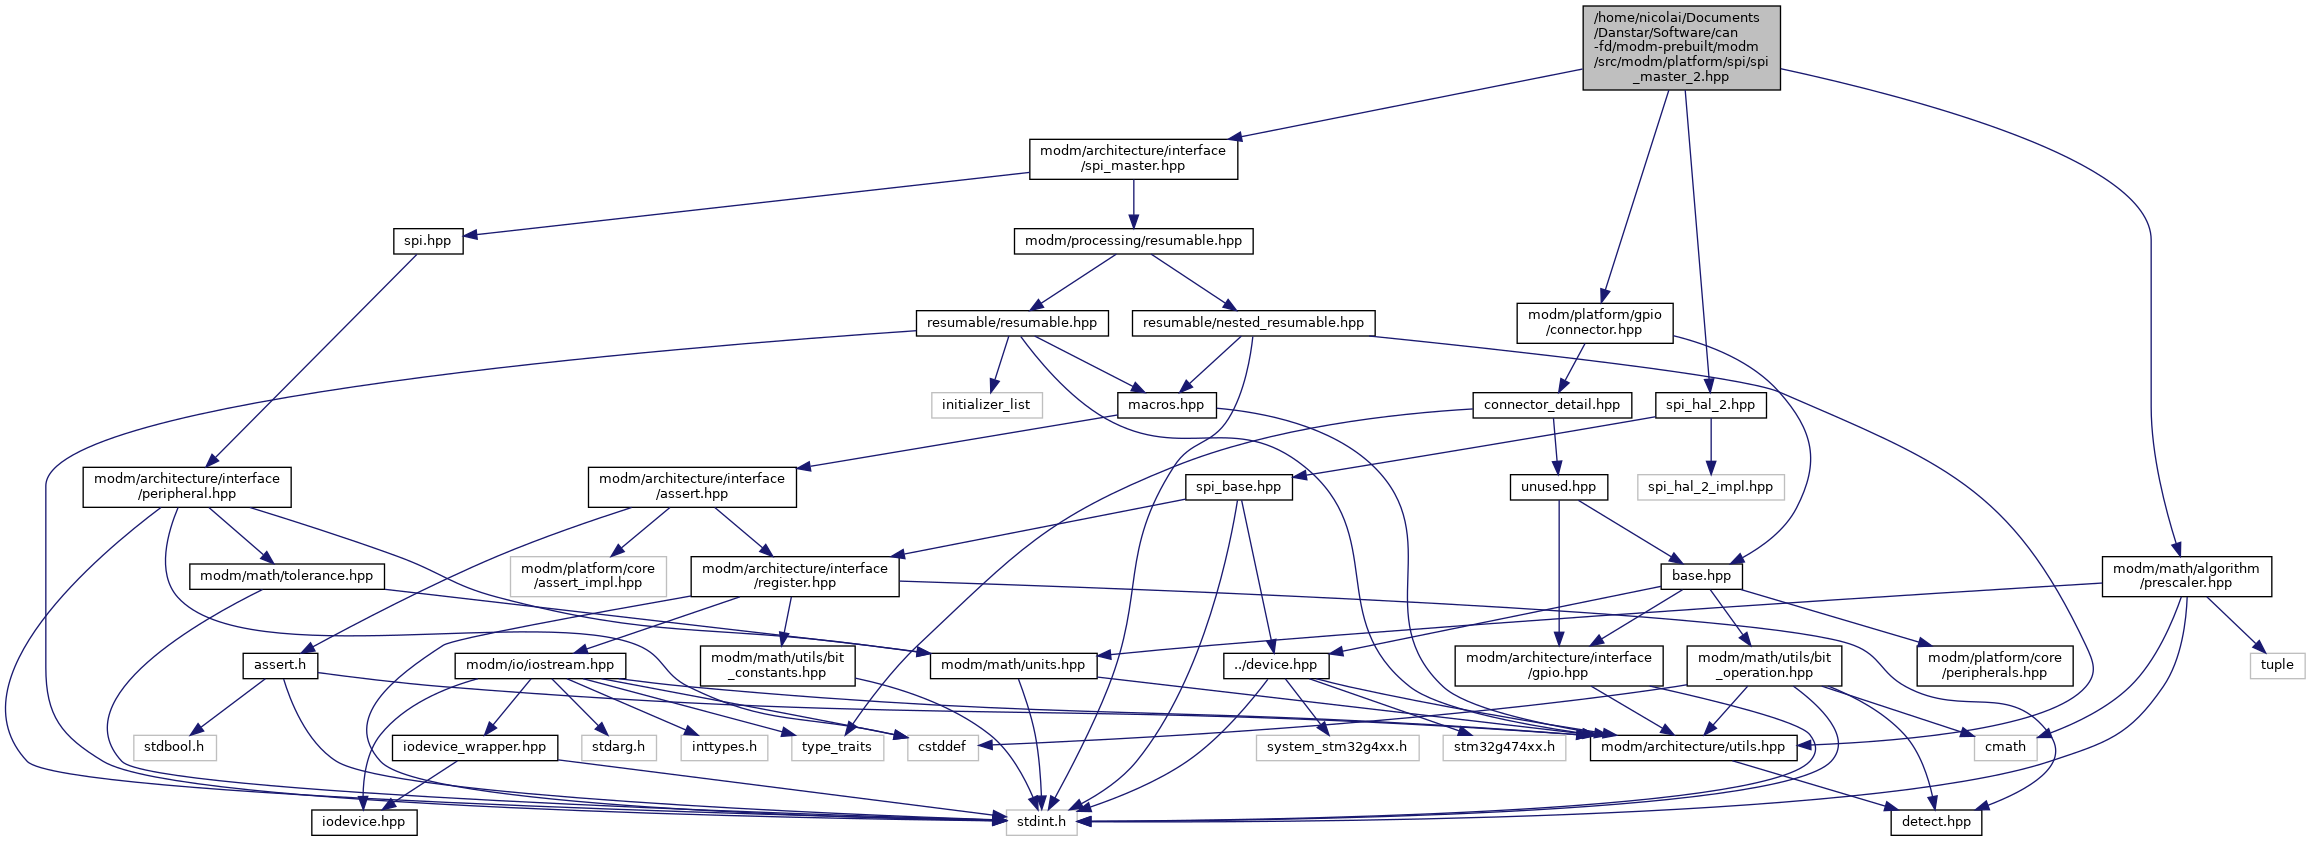 /home/nicolai/Documents
/Danstar/Software/can
-fd/modm-prebuilt/modm
/src/modm/platform/spi/spi
_master_2.hpp
modm/architecture/interface
/spi_master.hpp
spi.hpp
modm/processing/resumable.hpp
resumable/resumable.hpp
resumable/nested_resumable.hpp
modm/platform/gpio
/connector.hpp
initializer_list
macros.hpp
connector_detail.hpp
spi_hal_2.hpp
modm/architecture/interface
/peripheral.hpp
modm/architecture/interface
/assert.hpp
spi_base.hpp
unused.hpp
spi_hal_2_impl.hpp
modm/math/tolerance.hpp
modm/platform/core
/assert_impl.hpp
modm/architecture/interface
/register.hpp
base.hpp
modm/math/algorithm
/prescaler.hpp
assert.h
modm/io/iostream.hpp
modm/math/utils/bit
_constants.hpp
modm/math/units.hpp
../device.hpp
modm/architecture/interface
/gpio.hpp
modm/math/utils/bit
_operation.hpp
modm/platform/core
/peripherals.hpp
tuple
stdbool.h
iodevice_wrapper.hpp
stdarg.h
inttypes.h
type_traits
cstddef
system_stm32g4xx.h
stm32g474xx.h
modm/architecture/utils.hpp
cmath
iodevice.hpp
stdint.h
detect.hpp